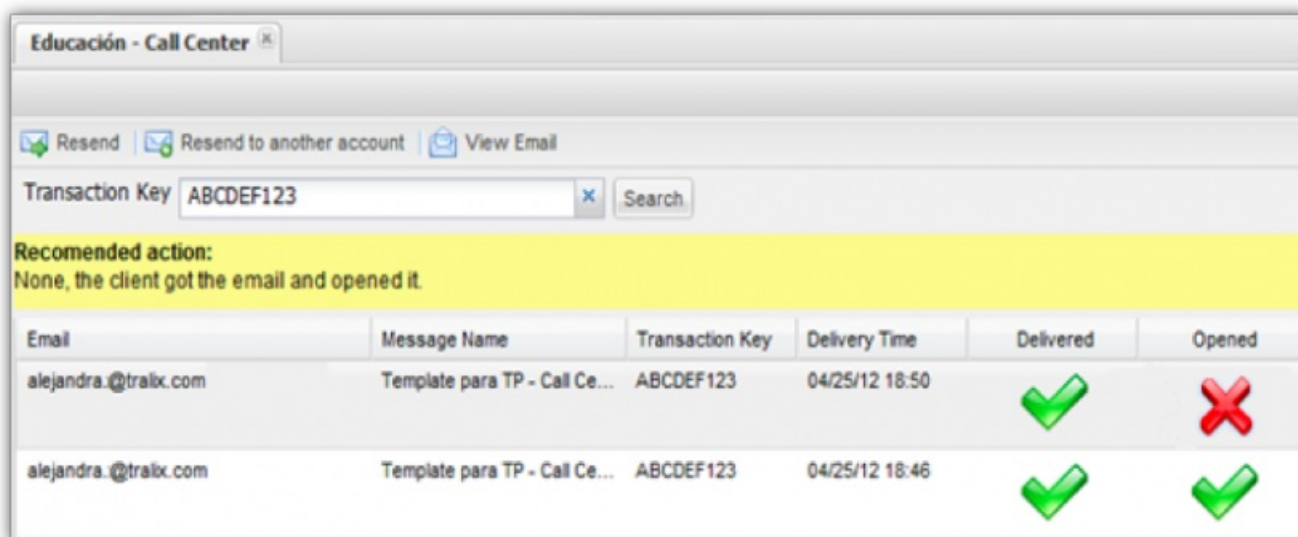 Educación - Call Center
Resend Resend to another account View Email
Transaction Key ABCDEF123 Search
Recomended action:
None, the client got the email and opened it.
Email Message Name Transaction Key Delivery Time Delivered Opened
alejandra.@tralix.com Template para TP - Call Ce... ABCDEF123 04/25/12 18:50
alejandra.@tralix.com Template para TP - Call Ce... ABCDEF123 04/25/12 18:46